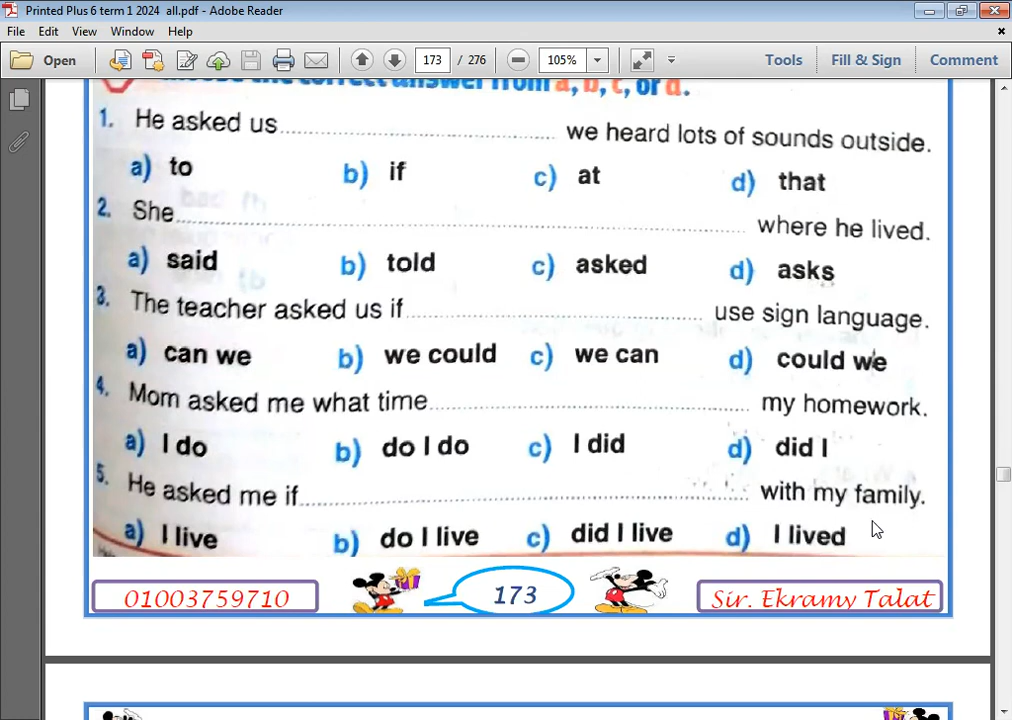 Printed Plus 6 term 1 2024 all.pdf - Adobe Reader
File Edit View Window Help
Open 173 / 276 105% Tools Fill & Sign Comment
the correct answer from a, b, c, or d.
1. He asked us.................... we heard lots of sounds outside.
a) to b) if c) at d) that
2. She.................... where he lived.
a) said b) told c) asked d) asks
3. The teacher asked us if.................... use sign language.
a) can we b) we could c) we can d) could we
4. Mom asked me what time.................... my homework.
a) I do b) do I do c) I did d) did I
5. He asked me if.................... with my family.
a) I live b) do I live c) did I live d) I lived
01003759710 173 Sir. Ekramy Talat